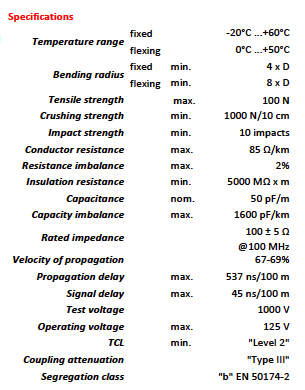 Specifications
Temperature range fixed -20°C ...+60°C
flexing 0°C ...+50°C
Bending radius fixed min. 4 x D
flexing min. 8 x D
Tensile strength max. 100 N
Crushing strength min. 1000 N/10 cm
Impact strength min. 10 impacts
Conductor resistance max. 85 Ω/km
Resistance imbalance max. 2%
Insulation resistance min. 5000 MΩ x m
Capacitance nom. 50 pF/m
Capacity imbalance max. 1600 pF/km
Rated impedance 100 ± 5 Ω
@100 MHz
Velocity of propagation 67-69%
Propagation delay max. 537 ns/100 m
Signal delay max. 45 ns/100 m
Test voltage 1000 V
Operating voltage max. 125 V
TCL min. "Level 2"
Coupling attenuation "Type III"
Segregation class "b" EN 50174-2